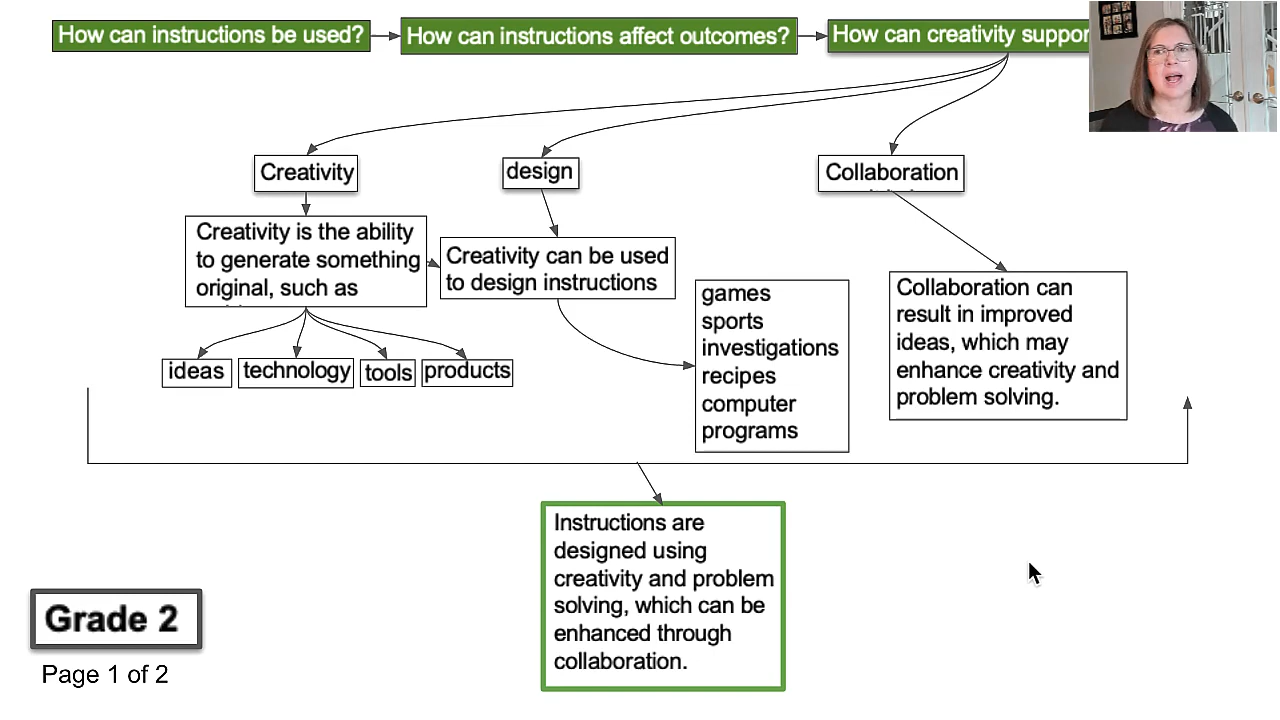 How can instructions be used?
How can instructions affect outcomes?
How can creativity suppor
Creativity
design
Collaboration
Creativity is the ability
to generate something
original, such as
Creativity can be used
to design instructions
games
sports
investigations
recipes
computer
programs
Collaboration can
result in improved
ideas, which may
enhance creativity and
problem solving.
ideas
technology
tools
products
Instructions are
designed using
creativity and problem
solving, which can be
enhanced through
collaboration.
Grade 2
Page 1 of 2